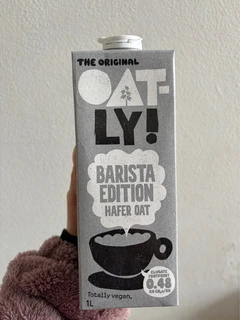 THE ORIGINAL
OAT-
LY!
BARISTA
EDITION
HAFER OAT
CLIMATE
FOOTPRINT
0.48
Totally vegan.
1L